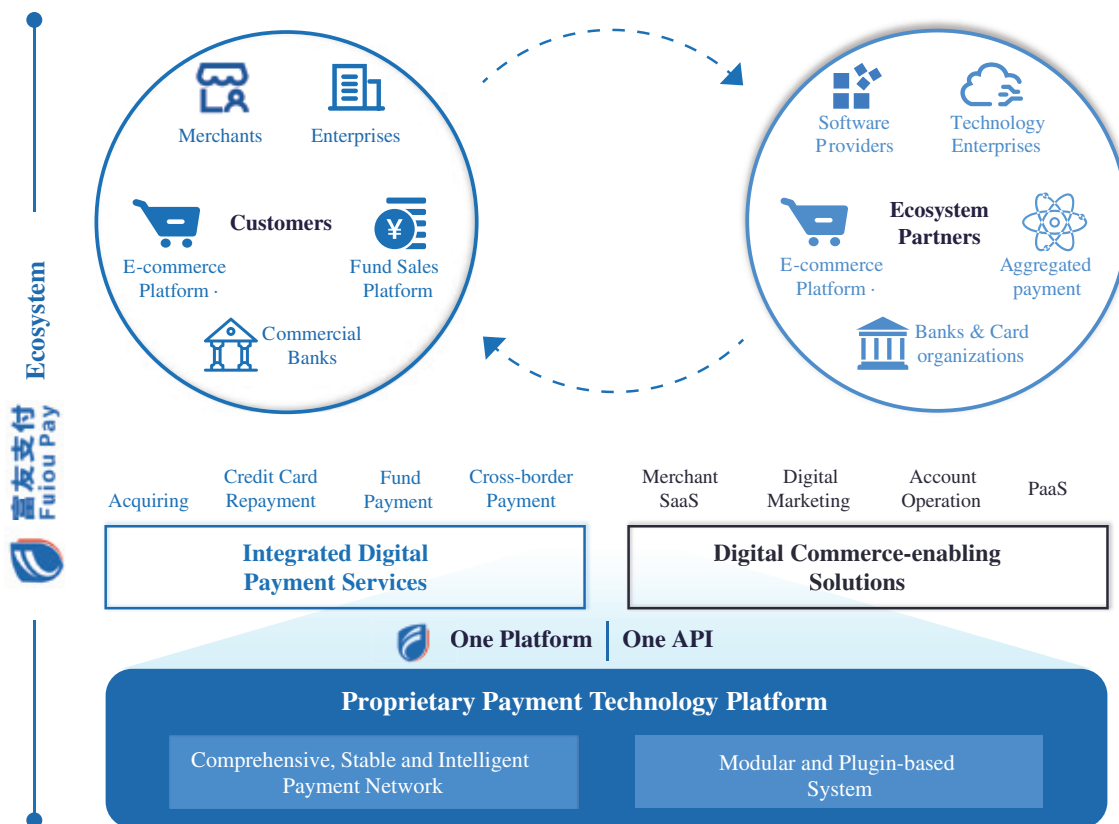 Ecosystem
富友支付
Fuiou Pay
Merchants
Enterprises
Customers
¥
E-commerce
Platform ·
Fund Sales
Platform
Commercial
Banks
Software
Providers
Technology
Enterprises
Ecosystem
Partners
E-commerce
Platform ·
Aggregated
payment
Banks & Card
organizations
Acquiring
Credit Card
Repayment
Fund
Payment
Cross-border
Payment
Merchant
SaaS
Digital
Marketing
Account
Operation
PaaS
Integrated Digital
Payment Services
Digital Commerce-enabling
Solutions
One Platform
One API
Proprietary Payment Technology Platform
Comprehensive, Stable and Intelligent
Payment Network
Modular and Plugin-based
System